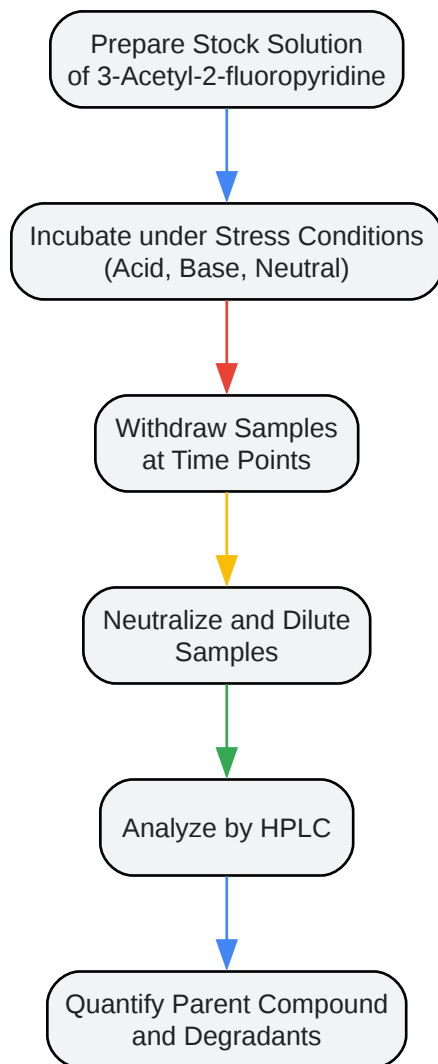 Prepare Stock Solution
of 3-Acetyl-2-fluoropyridine
Incubate under Stress Conditions
(Acid, Base, Neutral)
Withdraw Samples
at Time Points
Neutralize and Dilute
Samples
Analyze by HPLC
Quantify Parent Compound
and Degradants